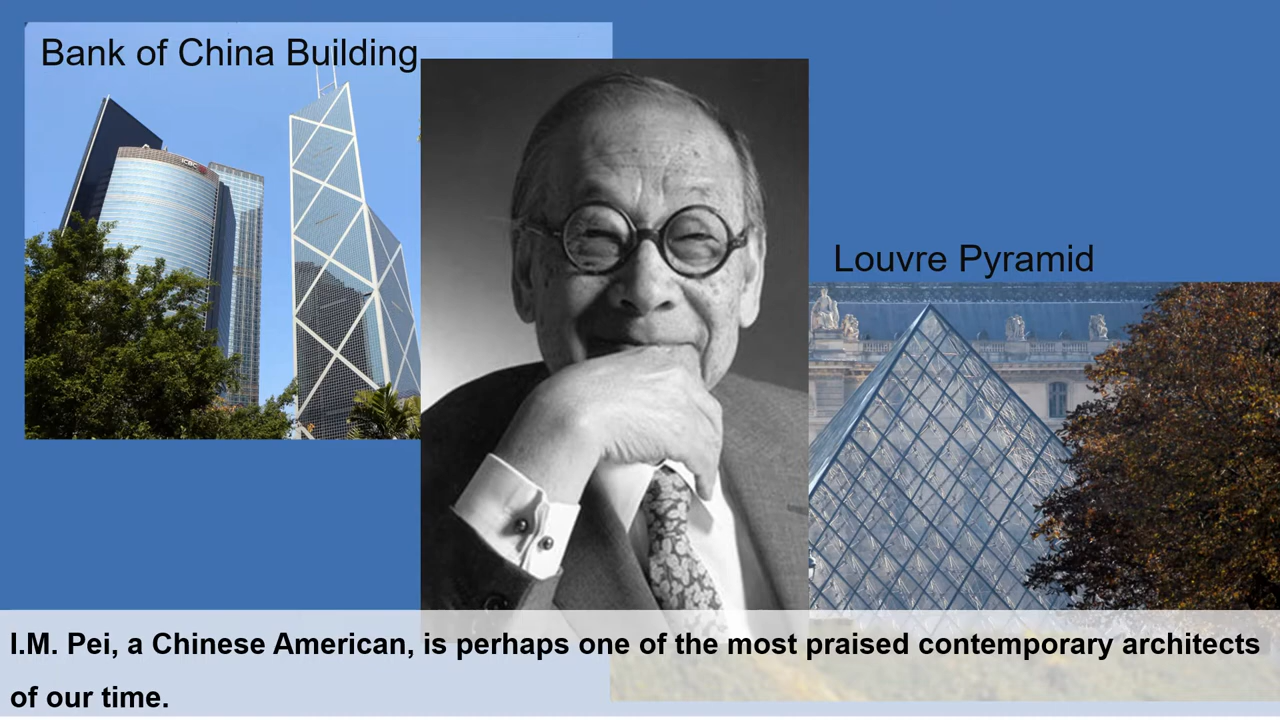 Bank of China Building
Louvre Pyramid
I.M. Pei, a Chinese American, is perhaps one of the most praised contemporary architects
of our time.